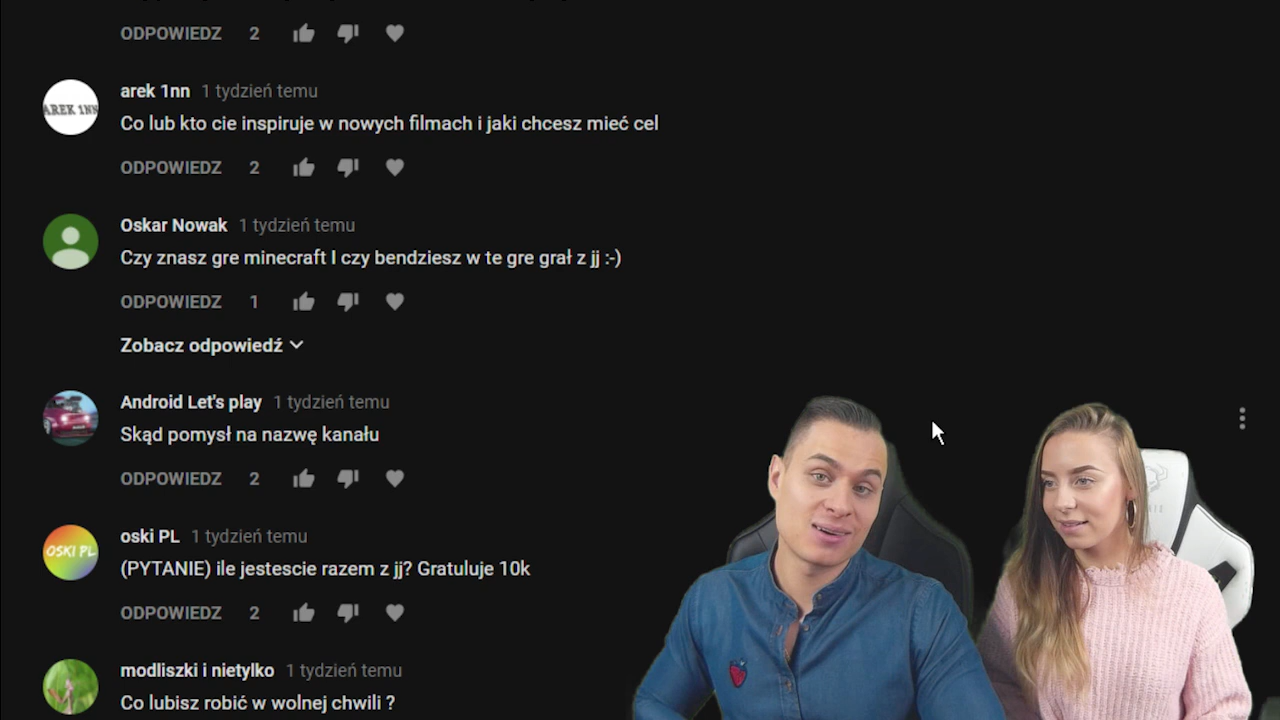 ODPOWIEDZ 2
AREK 1NN
arek 1nn 1 tydzień temu
Co lub kto cie inspiruje w nowych filmach i jaki chcesz mieć cel
ODPOWIEDZ 2
Oskar Nowak 1 tydzień temu
Czy znasz gre minecraft I czy bendziesz w te gre grał z jj :-)
ODPOWIEDZ 1
Zobacz odpowiedź
Android Let's play 1 tydzień temu
Skąd pomysł na nazwę kanału
ODPOWIEDZ 2
OSKI PL
oski PL 1 tydzień temu
(PYTANIE) ile jestescie razem z jj? Gratuluje 10k
ODPOWIEDZ 2
modliszki i nietylko 1 tydzień temu
Co lubisz robić w wolnej chwili ?